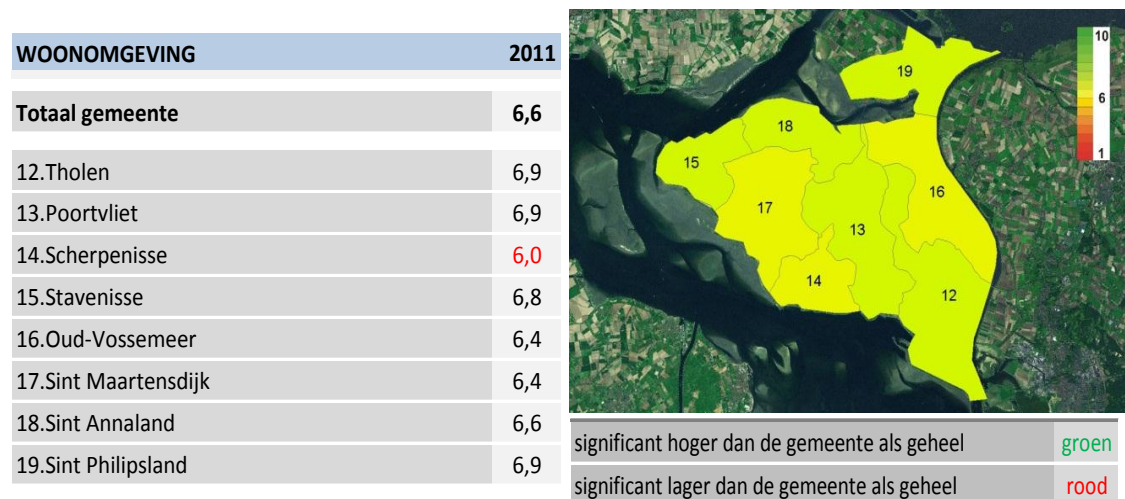 WOONOMGEVING 2011
Totaal gemeente 6,6
12.Tholen 6,9
13.Poortvliet 6,9
14.Scherpenisse 6,0
15.Stavenisse 6,8
16.Oud-Vossemeer 6,4
17.Sint Maartensdijk 6,4
18.Sint Annaland 6,6
19.Sint Philipsland 6,9
10
19
6
18
1
15
16
17
13
14
12
significant hoger dan de gemeente als geheel groen
significant lager dan de gemeente als geheel rood